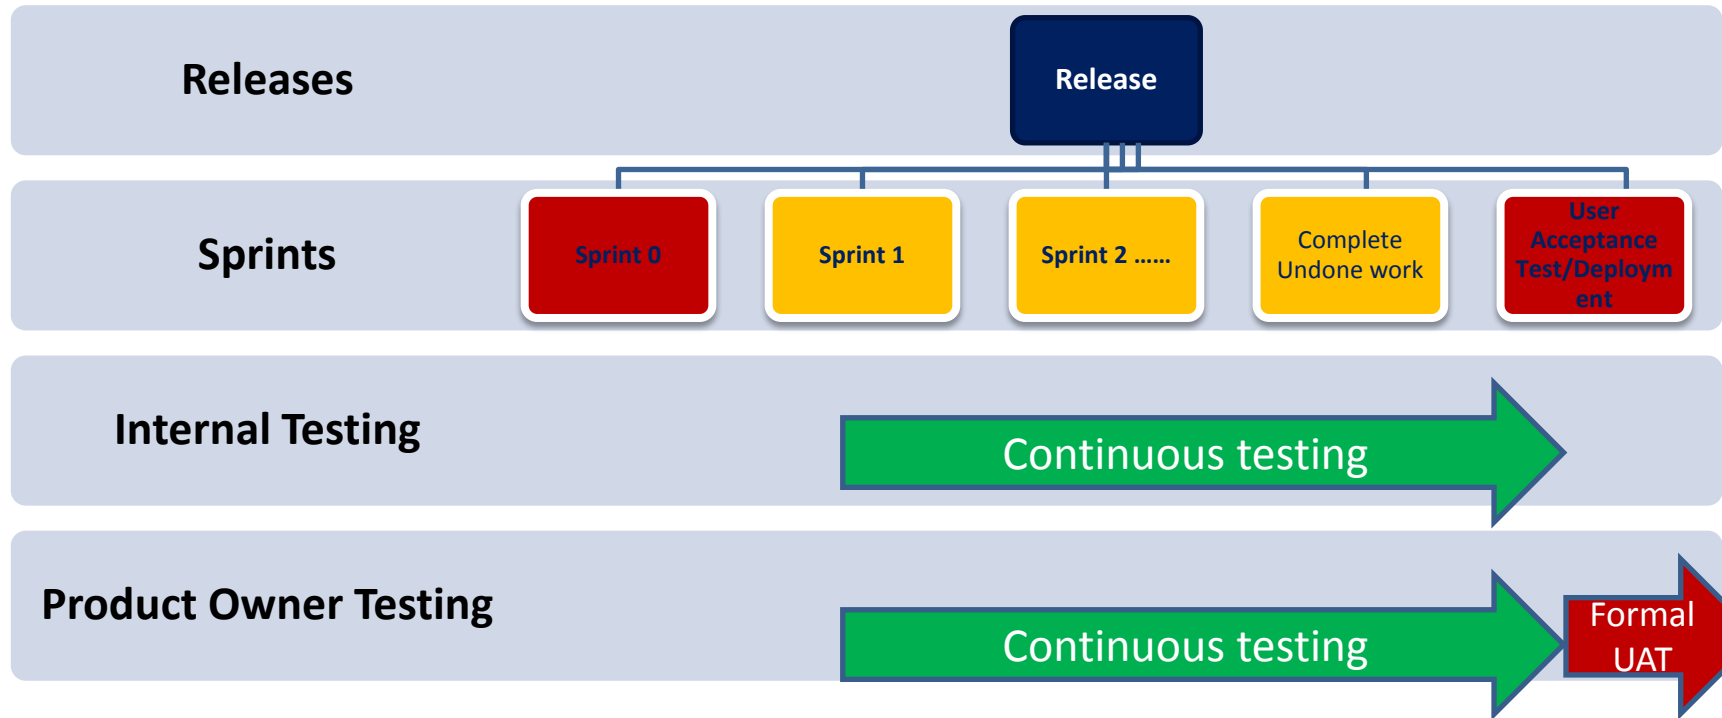 Releases
Release
Sprints
Sprint 0
Sprint 1
Sprint 2 ......
Complete
Undone work
User
Acceptance
Test/Deploym
ent
Internal Testing
Continuous testing
Product Owner Testing
Continuous testing
Formal
UAT